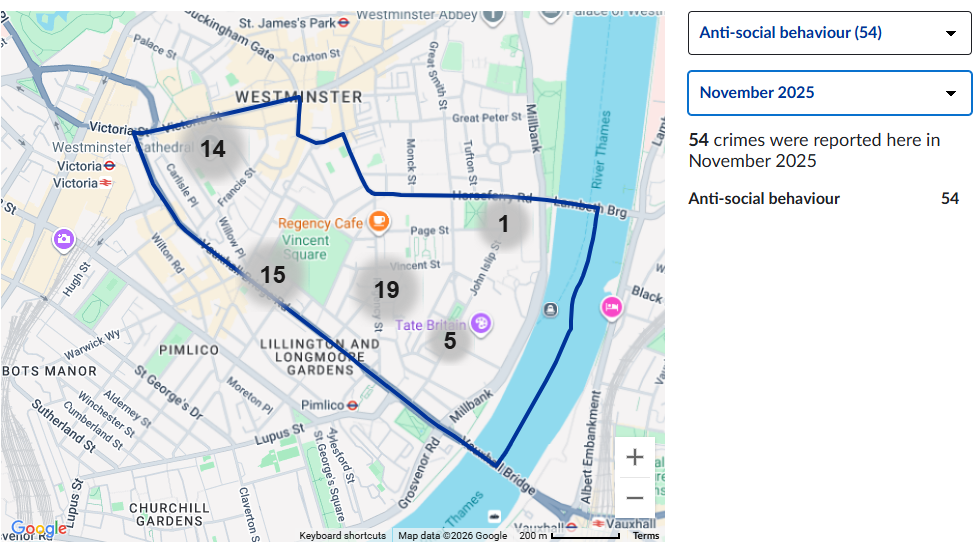 St. James's Park
Westminster Abbey
Palace of West
Buckingham Gate
Palace St
Caxton St
Great Smith St
WESTMINSTER
Great Peter St
Millbank
River Thames
Lamb
Victoria St
Victoria St
Westminster Cathedral
14
Victoria
Victoria
Carlisle Pl
Francis St
Monck St
Tufton St
Horseferry Rd
Lambeth Brg
Regency Cafe
Willow Pl
Page St
1
Vincent
Square
Wilton Rd
Vauxhall Bridge Rd
15
Vincent St
John Islip St
19
Hugh St
Black
Tate Britain
5
Warwick Wy
PIMLICO
LILLINGTON AND
LONGMOORE
GARDENS
BOTS MANOR
St George's Dr
Moreton Pl
Alderney St
Winchester St
Cumberland St
Sutherland St
Pimlico
Millbank
Lupus St
Aylesford St
St George's Square
Grosvenor Rd
Vauxhall Bridge
Albert Embankment
Lupus St
CHURCHILL
GARDENS
Claverton S
Thames
Vauxhall
Vauxhall
+
−
Google
Keyboard shortcuts
Map data ©2026 Google
200 m
Terms
Anti-social behaviour (54)
November 2025
54 crimes were reported here in
November 2025
Anti-social behaviour 54